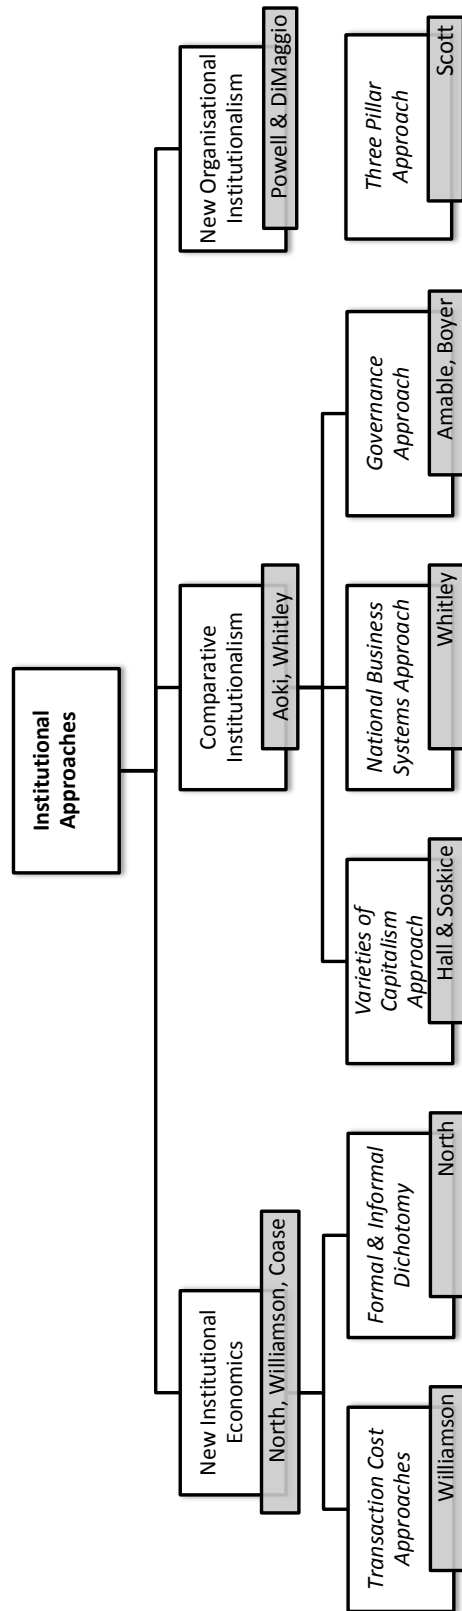 Institutional
Approaches
New Institutional
Economics
North, Williamson, Coase
Comparative
Institutionalism
Aoki, Whitley
New Organisational
Institutionalism
Powell & DiMaggio
Transaction Cost
Approaches
Williamson
Formal & Informal
Dichotomy
North
Varieties of
Capitalism
Approach
Hall & Soskice
National Business
Systems Approach
Whitley
Governance
Approach
Amable, Boyer
Three Pillar
Approach
Scott